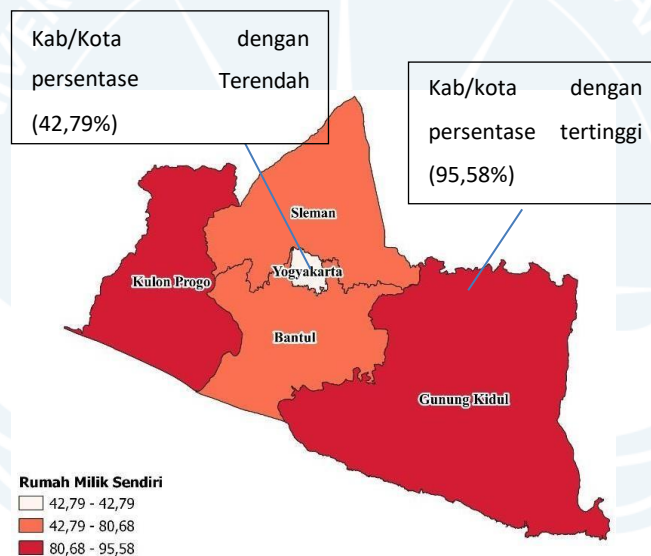 Kab/Kota dengan
persentase Terendah
(42,79%)
Kab/kota dengan
persentase tertinggi
(95,58%)
Sleman
Yogyakarta
Kulon Progo
Bantul
Gunung Kidul
Rumah Milik Sendiri
42,79 - 42,79
42,79 - 80,68
80,68 - 95,58